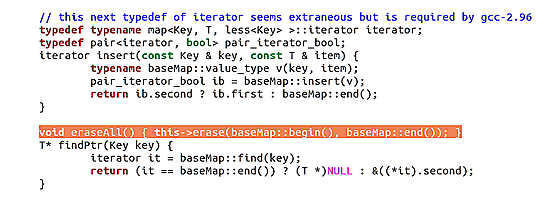 // this next typedef of iterator seems extraneous but is required by gcc-2.96
typedef typename map<Key, T, less<Key> >::iterator iterator;
typedef pair<iterator, bool> pair_iterator_bool;
iterator insert(const Key & key, const T & item) {
typename baseMap::value_type v(key, item);
pair_iterator_bool ib = baseMap::insert(v);
return ib.second ? ib.first : baseMap::end();
}
void eraseAll() { this->erase(baseMap::begin(), baseMap::end()); }
T* findPtr(Key key) {
iterator it = baseMap::find(key);
return (it == baseMap::end()) ? (T *)NULL : &((*it).second);
}